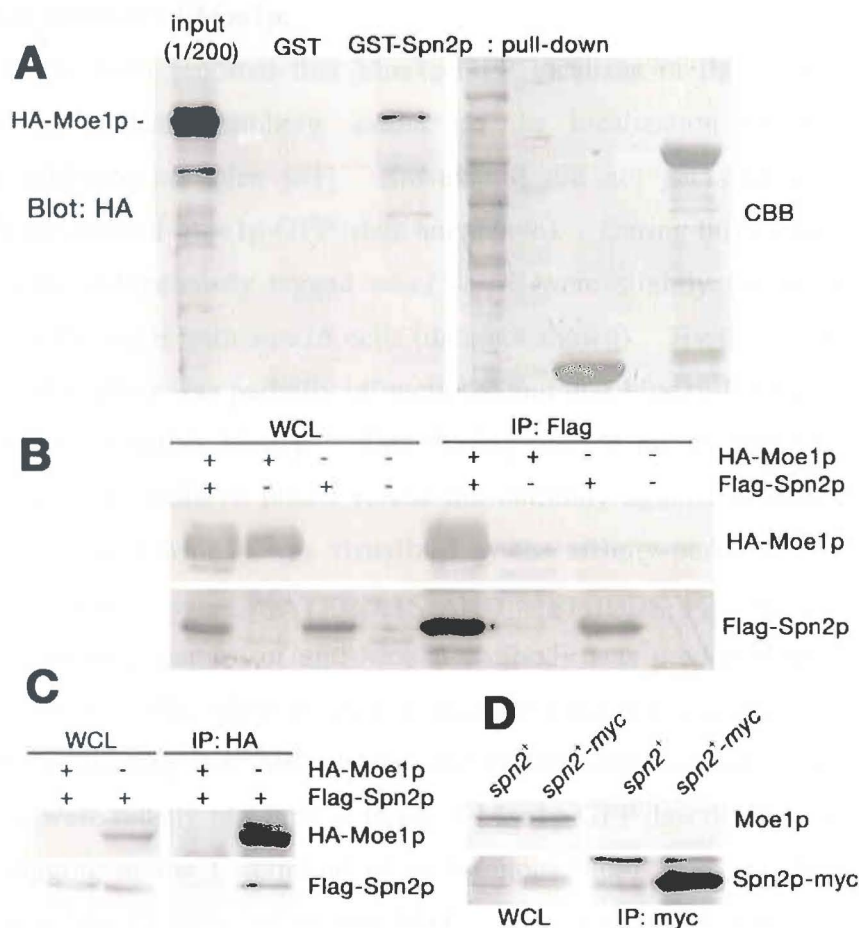 A
input
(1/200) GST GST-Spn2p : pull-down
HA-Moe1p -
Blot: HA
CBB
B
WCL IP: Flag
+ + - - + + - - HA-Moe1p
+ - + - + - + - Flag-Spn2p
HA-Moe1p
Flag-Spn2p
C
WCL IP: HA
+ - + - HA-Moe1p
+ + + + Flag-Spn2p
HA-Moe1p
Flag-Spn2p
D
spn2+ spn2+-myc spn2+ spn2+-myc
Moe1p
Spn2p-myc
WCL IP: myc